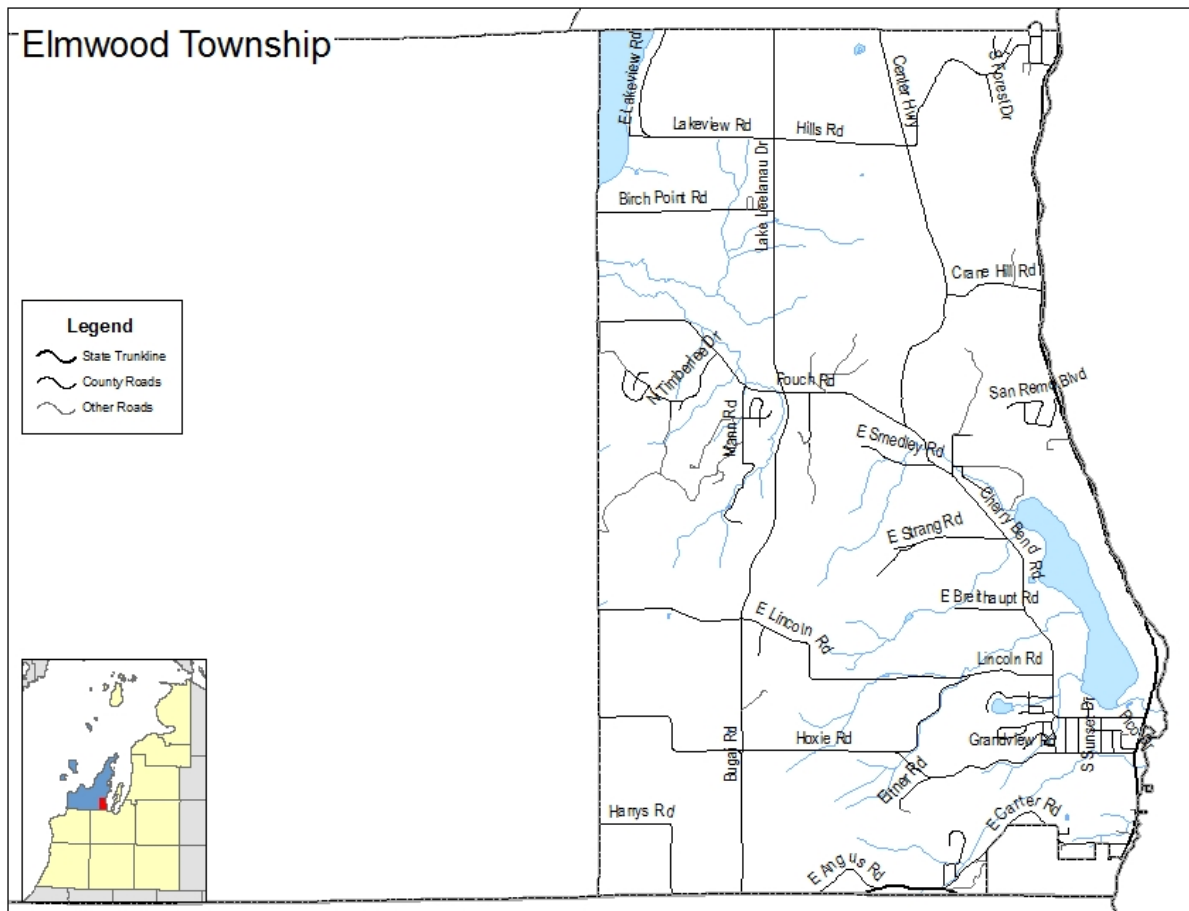 Elmwood Township
E Lakeview Rd
Lakeview Rd
Hills Rd
Center Hwy
S Forest Dr
Lake Leelanau Dr
Birch Point Rd
Crane Hill Rd
Legend
State Trunkline
County Roads
Other Roads
N Timberlee Dr
Fouch Rd
San Remo Blvd
Mann Rd
E Smedley Rd
Cherry Bend Rd
E Strang Rd
E Breithaupt Rd
E Lincoln Rd
Lincoln Rd
Bugai Rd
Hoxie Rd
Grandview Rd
S Sunset Dr
Elmer Rd
Harrys Rd
E Carter Rd
E Angus Rd